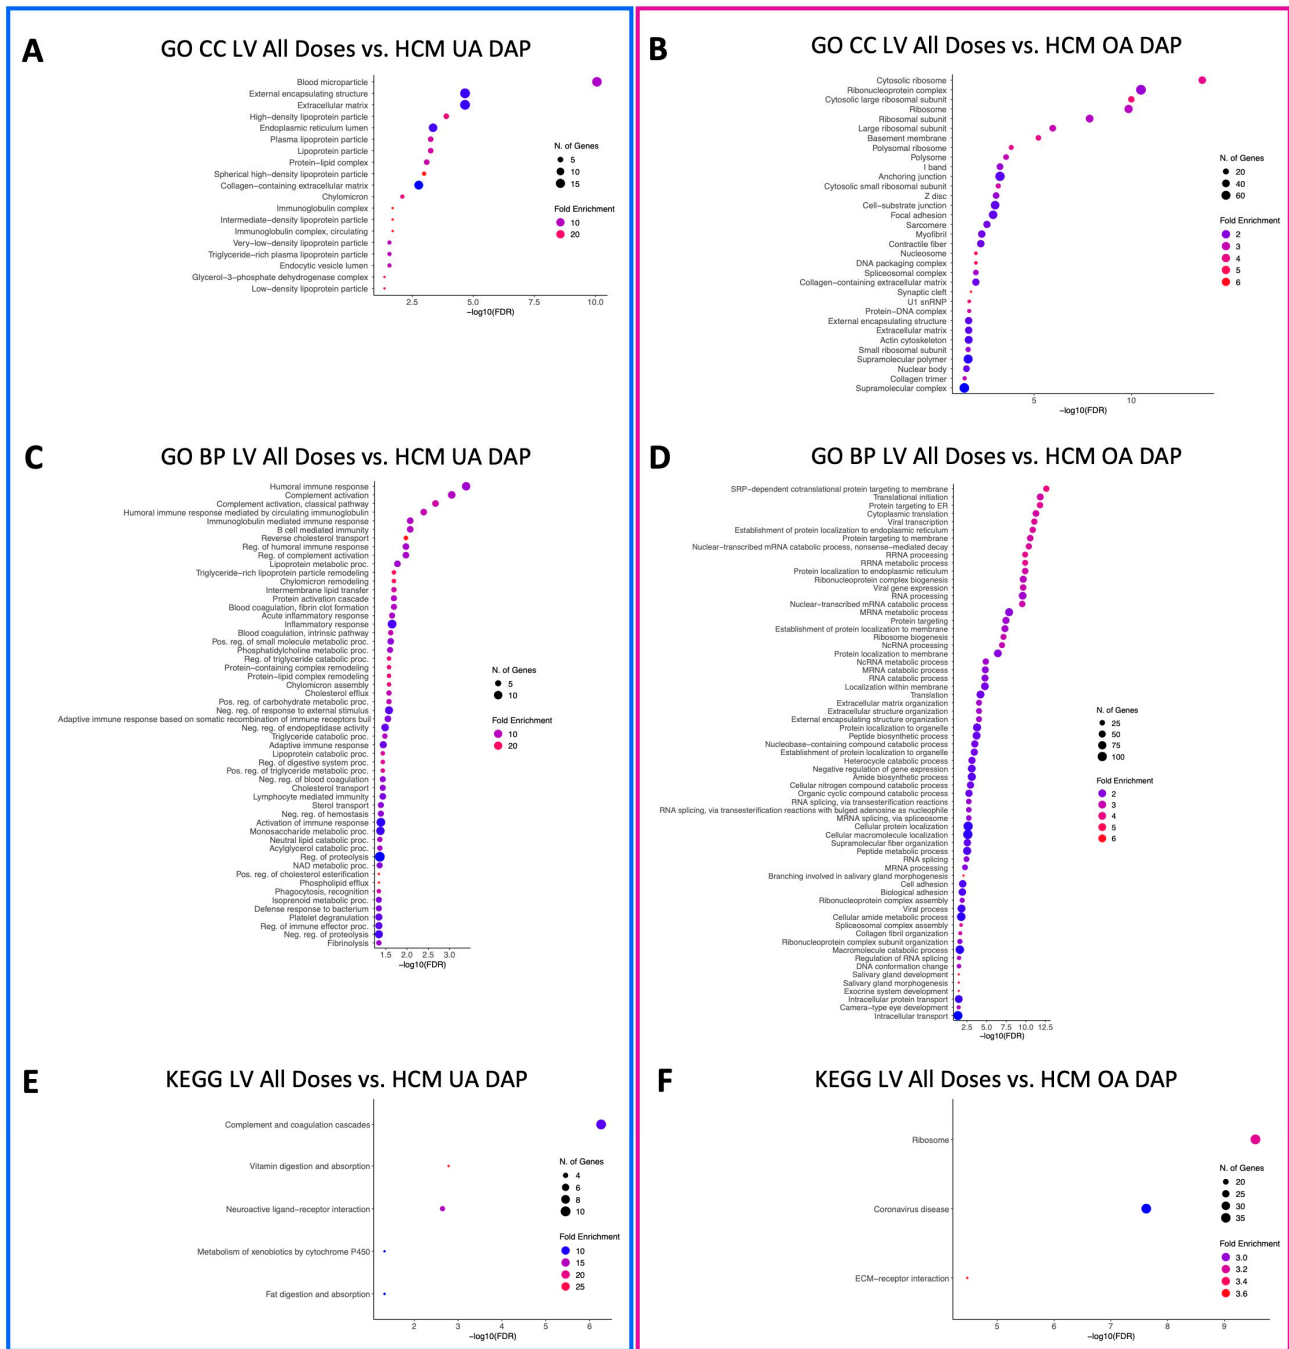 A
GO CC LV All Doses vs. HCM UA DAP
Blood microparticle
External encapsulating structure
Extracellular matrix
High-density lipoprotein particle
Endoplasmic reticulum lumen
Plasma lipoprotein particle
Lipoprotein particle
Protein-lipid complex
Spherical high-density lipoprotein particle
Collagen-containing extracellular matrix
Chylomicron
Immunoglobulin complex
Intermediate-density lipoprotein particle
Immunoglobulin complex, circulating
Very-low-density lipoprotein particle
Triglyceride-rich plasma lipoprotein particle
Endocytic vesicle lumen
Glycerol-3-phosphate dehydrogenase complex
Low-density lipoprotein particle
2.5 5.0 7.5 10.0
-log10(FDR)
N. of Genes
5
10
15
Fold Enrichment
10
20
B
GO CC LV All Doses vs. HCM OA DAP
Cytosolic ribosome
Ribonucleoprotein complex
Cytosolic large ribosomal subunit
Ribosome
Ribosomal subunit
Large ribosomal subunit
Basement membrane
Polysomal ribosome
Polysome
I band
Anchoring junction
Cytosolic small ribosomal subunit
Z disc
Cell-substrate junction
Focal adhesion
Sarcomere
Myofibril
Contractile fiber
Nucleosome
DNA packaging complex
Spliceosomal complex
Collagen-containing extracellular matrix
Synaptic cleft
U1 snRNP
Protein-DNA complex
External encapsulating structure
Extracellular matrix
Actin cytoskeleton
Small ribosomal subunit
Supramolecular polymer
Nuclear body
Collagen trimer
Supramolecular complex
5 10
-log10(FDR)
N. of Genes
20
40
60
Fold Enrichment
2
3
4
5
6
C
GO BP LV All Doses vs. HCM UA DAP
Humoral immune response
Complement activation
Complement activation, classical pathway
Humoral immune response mediated by circulating immunoglobulin
Immunoglobulin mediated immune response
B cell mediated immunity
Reverse cholesterol transport
Reg. of humoral immune response
Reg. of complement activation
Lipoprotein metabolic proc.
Triglyceride-rich lipoprotein particle remodeling
Chylomicron remodeling
Intermembrane lipid transfer
Protein activation cascade
Blood coagulation, fibrin clot formation
Acute inflammatory response
Inflammatory response
Blood coagulation, intrinsic pathway
Pos. reg. of small molecule metabolic proc.
Phosphatidylcholine metabolic proc.
Reg. of triglyceride catabolic proc.
Protein-containing complex remodeling
Protein-lipid complex remodeling
Chylomicron assembly
Cholesterol efflux
Pos. reg. of carbohydrate metabolic proc.
Neg. reg. of response to external stimulus
Adaptive immune response based on somatic recombination of immune receptors buil
Neg. reg. of endopeptidase activity
Triglyceride catabolic proc.
Adaptive immune response
Lipoprotein catabolic proc.
Reg. of digestive system proc.
Pos. reg. of triglyceride metabolic proc.
Neg. reg. of blood coagulation
Cholesterol transport
Lymphocyte mediated immunity
Sterol transport
Neg. reg. of hemostasis
Activation of immune response
Monosaccharide metabolic proc.
Neutral lipid catabolic proc.
Acylglycerol catabolic proc.
Reg. of proteolysis
NAD metabolic proc.
Pos. reg. of cholesterol esterification
Phospholipid efflux
Phagocytosis, recognition
Isoprenoid metabolic proc.
Defense response to bacterium
Platelet degranulation
Reg. of immune effector proc.
Neg. reg. of proteolysis
Fibrinolysis
1.5 2.0 2.5 3.0
-log10(FDR)
N. of Genes
5
10
Fold Enrichment
10
20
D
GO BP LV All Doses vs. HCM OA DAP
SRP-dependent cotranslational protein targeting to membrane
Translational initiation
Protein targeting to ER
Cytoplasmic translation
Viral transcription
Establishment of protein localization to endoplasmic reticulum
Protein targeting to membrane
Nuclear-transcribed mRNA catabolic process, nonsense-mediated decay
RRNA processing
RRNA metabolic process
Protein localization to endoplasmic reticulum
Ribonucleoprotein complex biogenesis
Viral gene expression
RNA processing
Nuclear-transcribed mRNA catabolic process
MRNA metabolic process
Protein targeting
Establishment of protein localization to membrane
Ribosome biogenesis
NcRNA processing
Protein localization to membrane
NcRNA metabolic process
MRNA catabolic process
RNA catabolic process
Localization within membrane
Translation
Extracellular matrix organization
Extracellular structure organization
External encapsulating structure organization
Protein localization to organelle
Peptide biosynthetic process
Nucleobase-containing compound catabolic process
Establishment of protein localization to organelle
Heterocycle catabolic process
Negative regulation of gene expression
Amide biosynthetic process
Cellular nitrogen compound catabolic process
Organic cyclic compound catabolic process
RNA splicing, via transesterification reactions
RNA splicing, via transesterification reactions with bulged adenosine as nucleophile
MRNA splicing, via spliceosome
Cellular protein localization
Cellular macromolecule localization
Supramolecular fiber organization
Peptide metabolic process
RNA splicing
MRNA processing
Branching involved in salivary gland morphogenesis
Cell adhesion
Biological adhesion
Ribonucleoprotein complex assembly
Viral process
Cellular amide metabolic process
Spliceosomal complex assembly
Collagen fibril organization
Ribonucleoprotein complex subunit organization
Macromolecule catabolic process
Regulation of RNA splicing
DNA conformation change
Salivary gland development
Salivary gland morphogenesis
Exocrine system development
Intracellular protein transport
Camera-type eye development
Intracellular transport
2.5 5.0 7.5 10.0 12.5
-log10(FDR)
N. of Genes
25
50
75
100
Fold Enrichment
2
3
4
5
6
E
KEGG LV All Doses vs. HCM UA DAP
Complement and coagulation cascades
Vitamin digestion and absorption
Neuroactive ligand-receptor interaction
Metabolism of xenobiotics by cytochrome P450
Fat digestion and absorption
2 3 4 5 6
-log10(FDR)
N. of Genes
4
6
8
10
Fold Enrichment
10
15
20
25
F
KEGG LV All Doses vs. HCM OA DAP
Ribosome
Coronavirus disease
ECM-receptor interaction
5 6 7 8 9
-log10(FDR)
N. of Genes
20
25
30
35
Fold Enrichment
3.0
3.2
3.4
3.6